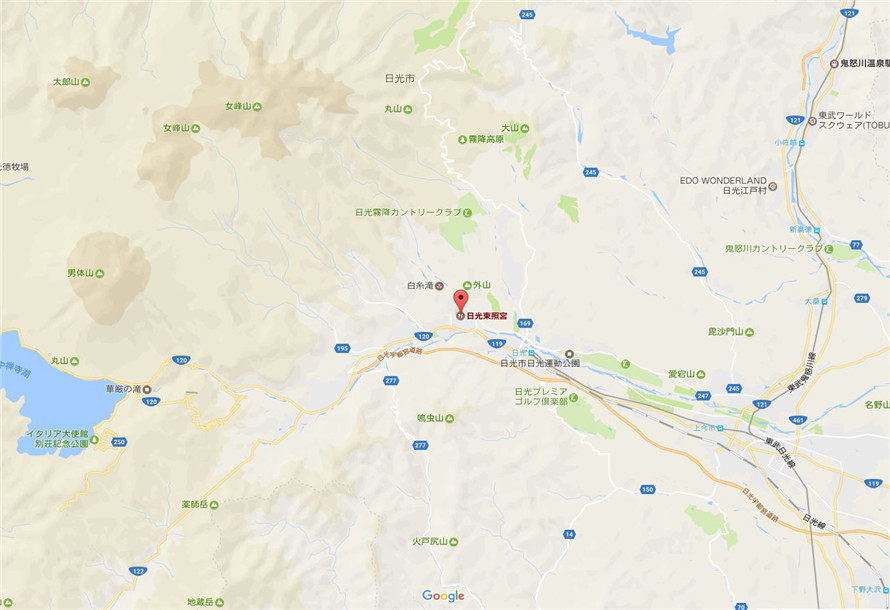 245
121
鬼怒川温泉駅
太郎山
日光市
女峰山
丸山
121
東武ワールド
スクウェア(TOBU
女峰山
大山
霧降高原
小佐越
徳牧場
245
EDO WONDERLAND
日光江戸村
日光霧降カントリークラブ
新高徳
鬼怒川カントリークラブ
77
男体山
245
白糸滝
外山
279
大桑
日光東照宮
169
毘沙門山
120
119
195
日光宇都宮道路
日光
日光市日光運動公園
丸山
120
中禅寺湖
277
愛宕山
東武鬼怒川線
華厳の滝
120
日光プレミア
ゴルフ倶楽部
247
245
121
名野山
鳴虫山
461
イタリア大使館
別荘記念公園
250
上今市
277
東武日光線
119
150
薬師岳
日光宇都宮道路
日光線
14
火戸尻山
122
Google
地蔵岳
70
下野大沢